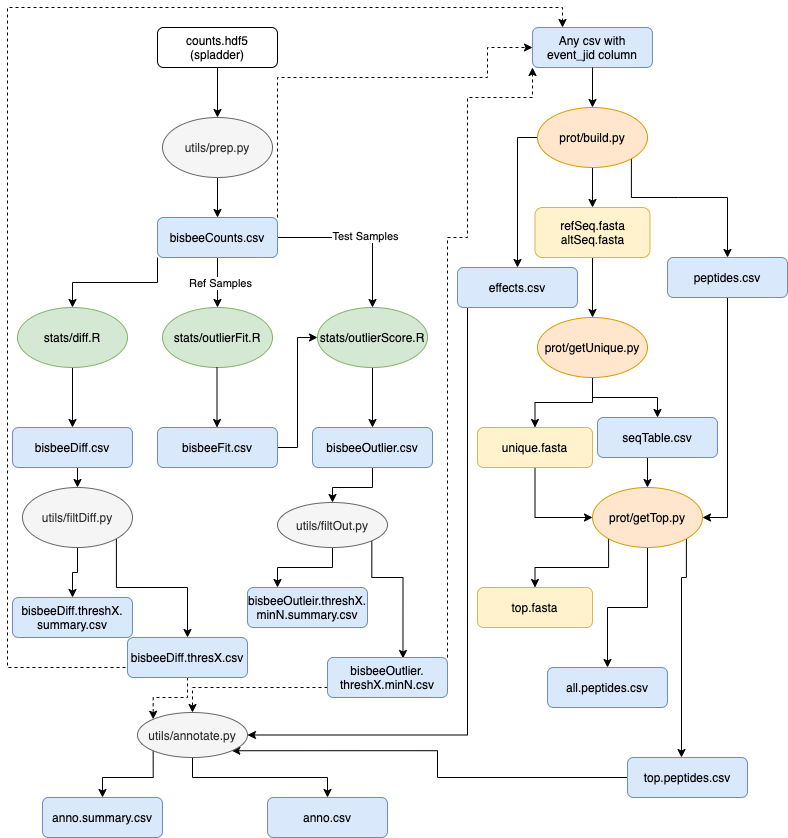 counts.hdf5
(spladder)
Any csv with
event_jid column
utils/prep.py
prot/build.py
bisbeeCounts.csv
Test Samples
refSeq.fasta
altSeq.fasta
Ref Samples
effects.csv
peptides.csv
stats/diff.R
stats/outlierFit.R
stats/outlierScore.R
prot/getUnique.py
bisbeeDiff.csv
bisbeeFit.csv
bisbeeOutlier.csv
unique.fasta
seqTable.csv
utils/filtDiff.py
utils/filtOut.py
prot/getTop.py
bisbeeDiff.threshX.
summary.csv
bisbeeOutleir.threshX.
minN.summary.csv
top.fasta
bisbeeDiff.thresX.csv
bisbeeOutlier.
threshX.minN.csv
all.peptides.csv
utils/annotate.py
top.peptides.csv
anno.summary.csv
anno.csv